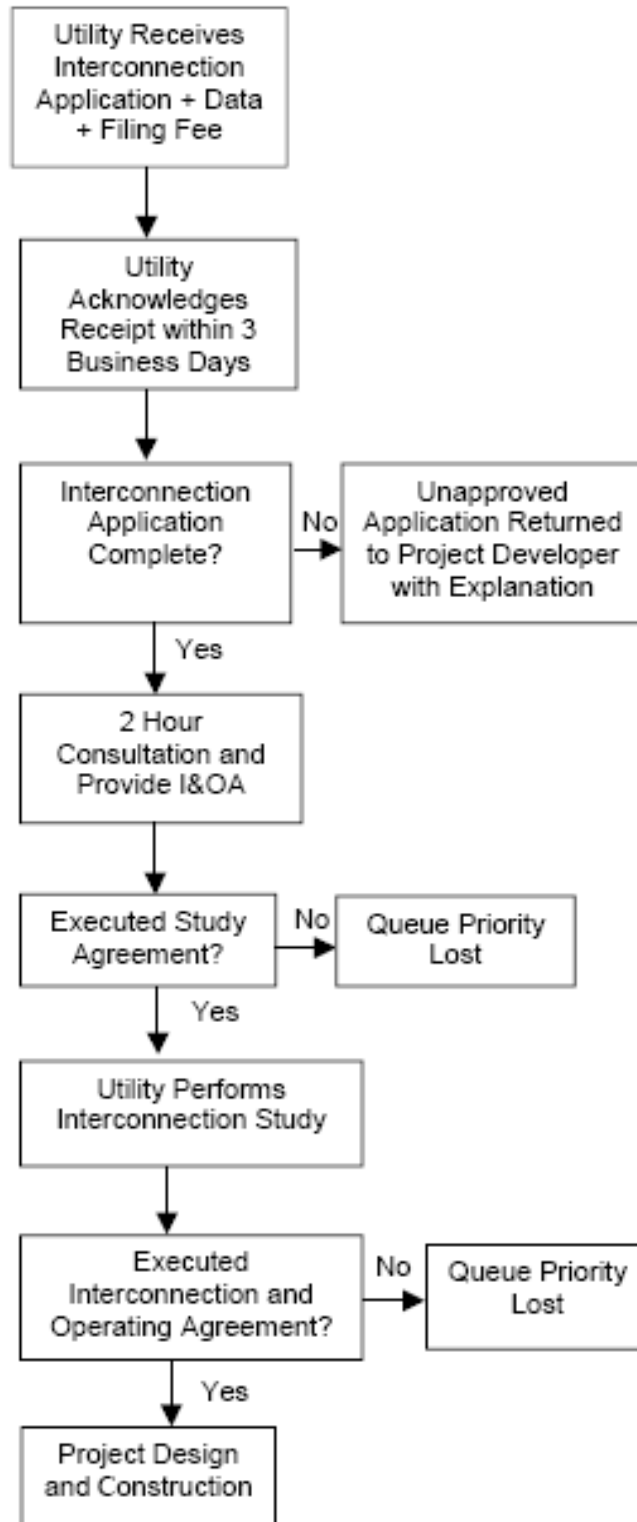 Utility Receives
Interconnection
Application + Data
+ Filing Fee
Utility
Acknowledges
Receipt within 3
Business Days
Interconnection
Application
Complete?
No
Unapproved
Application Returned
to Project Developer
with Explanation
Yes
2 Hour
Consultation and
Provide I&OA
Executed Study
Agreement?
No
Queue Priority
Lost
Yes
Utility Performs
Interconnection Study
Executed
Interconnection and
Operating Agreement?
No
Queue Priority
Lost
Yes
Project Design
and Construction